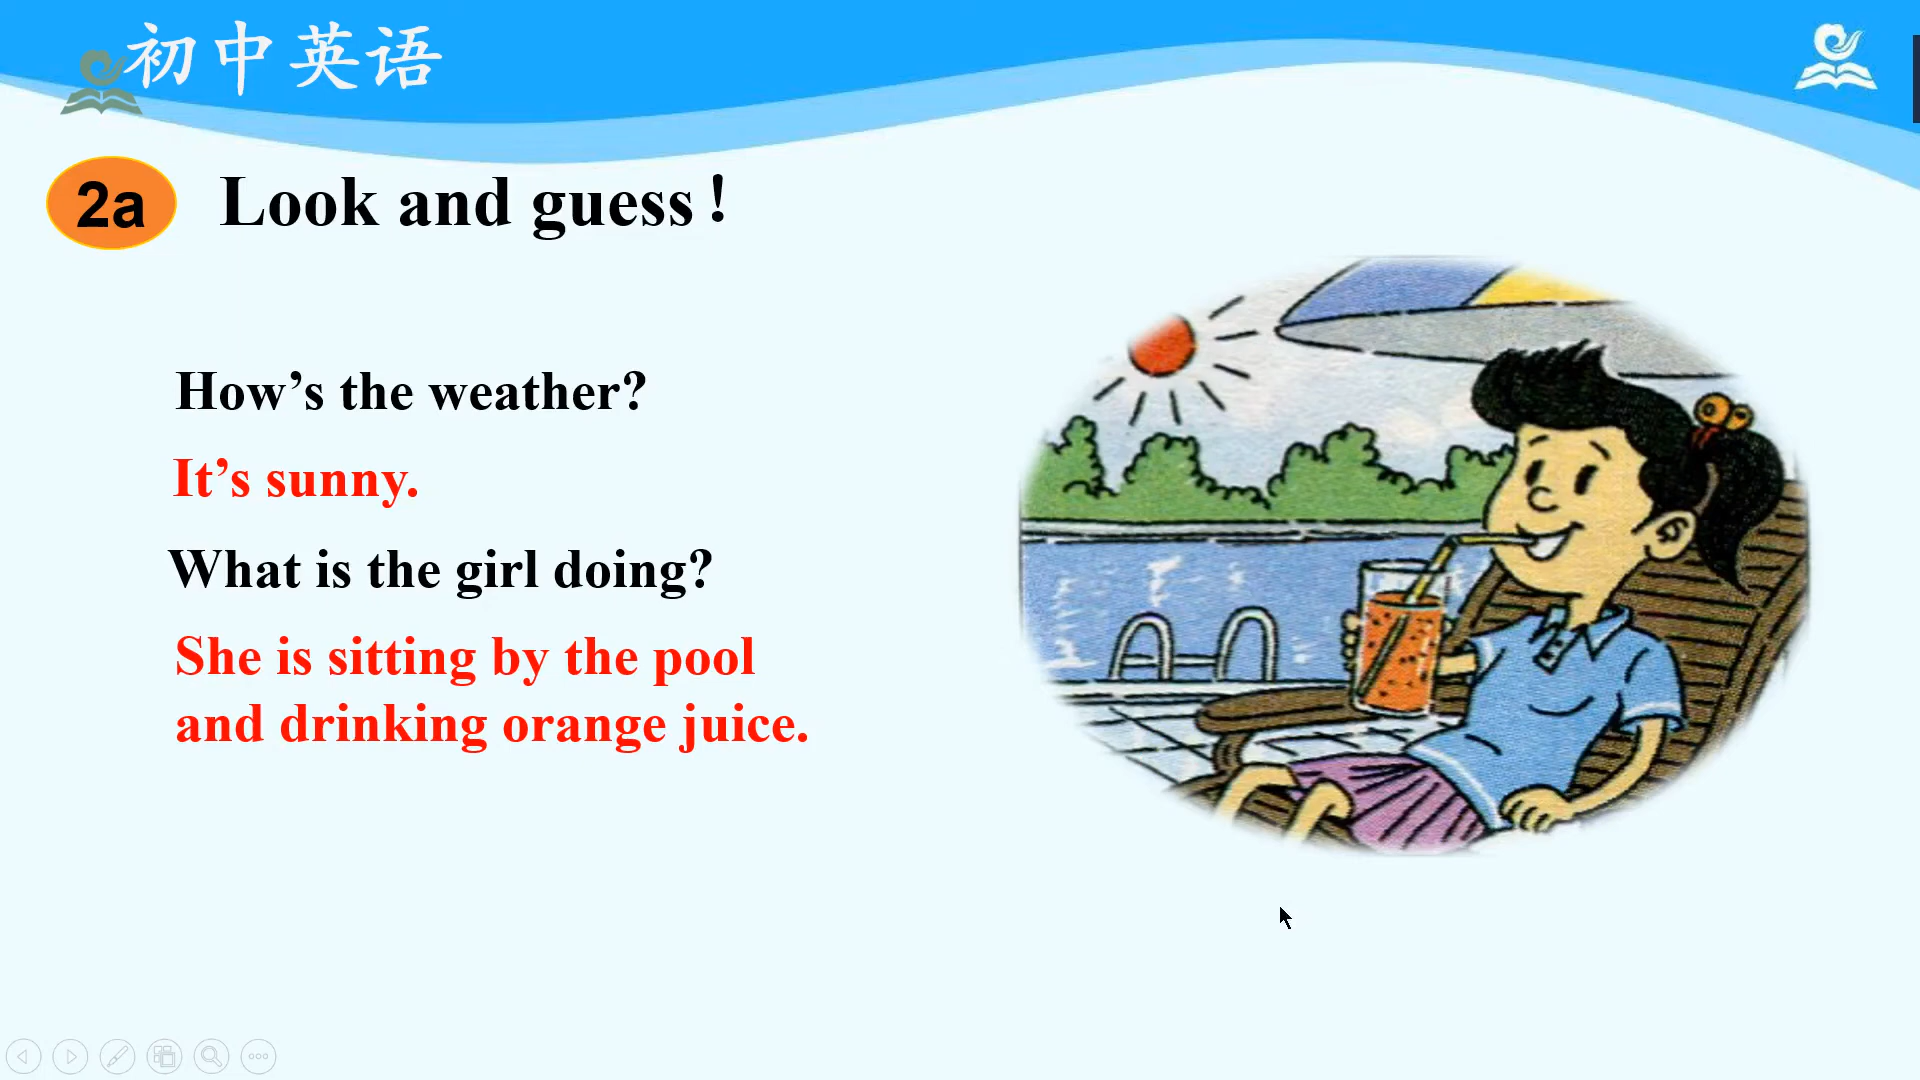 初中英语
2a Look and guess！
How’s the weather?
It’s sunny.
What is the girl doing?
She is sitting by the pool
and drinking orange juice.